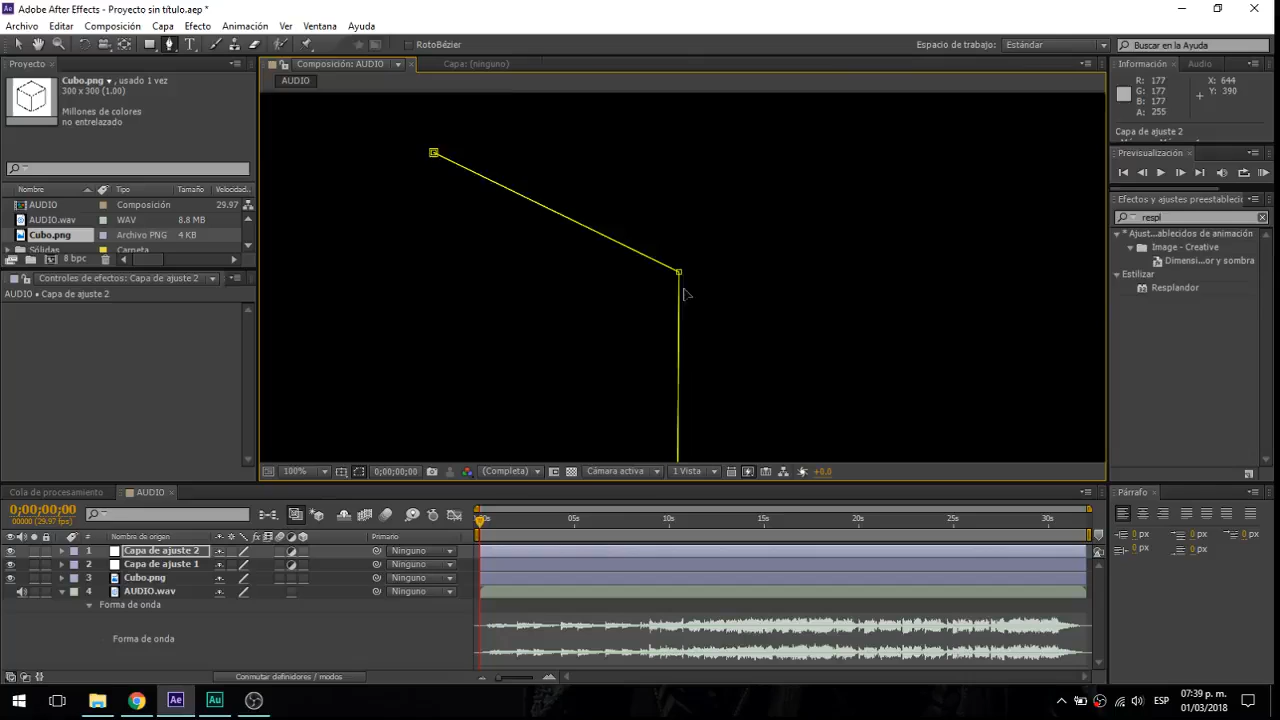 Adobe After Effects - Proyecto sin título.aep *
Archivo Editar Composición Capa Efecto Animación Ver Ventana Ayuda
RotoBézier
Espacio de trabajo: Estándar
Buscar en la Ayuda
Proyecto
Cubo.png, usado 1 vez
300 x 300 (1.00)
Millones de colores
no entrelazado
Nombre Tipo Tamaño Velocidad
AUDIO Composición 29.97
AUDIO.wav WAV 8.8 MB
Cubo.png Archivo PNG 4 KB
Sólidas Carpeta
8 bpc
Controles de efectos: Capa de ajuste 2
AUDIO • Capa de ajuste 2
Composición: AUDIO
Capa: (ninguno)
AUDIO
100% 0;00;00;00 (Completa) Cámara activa 1 Vista +0.0
Información Audio
R: 177 X: 644
G: 177 Y: 390
B: 177
A: 255
Capa de ajuste 2
Previsualización
Efectos y ajustes preestablecid
respl
* Ajust...ablecidos de animación
Image - Creative
Dimensi...or y sombra
Estilizar
Resplandor
Cola de procesamiento AUDIO
0;00;00;00
00000 (29.97 fps)
:00s 05s 10s 15s 20s 25s 30s
# Nombre de origen Primario
1 Capa de ajuste 2 Ninguno
2 Capa de ajuste 1 Ninguno
3 Cubo.png Ninguno
4 AUDIO.wav Ninguno
Forma de onda
Forma de onda
Conmutar definidores / modos
Párrafo
0 px 0 px 0 px
0 px 0 px
Ae Au
ESP
07:39 p. m.
01/03/2018